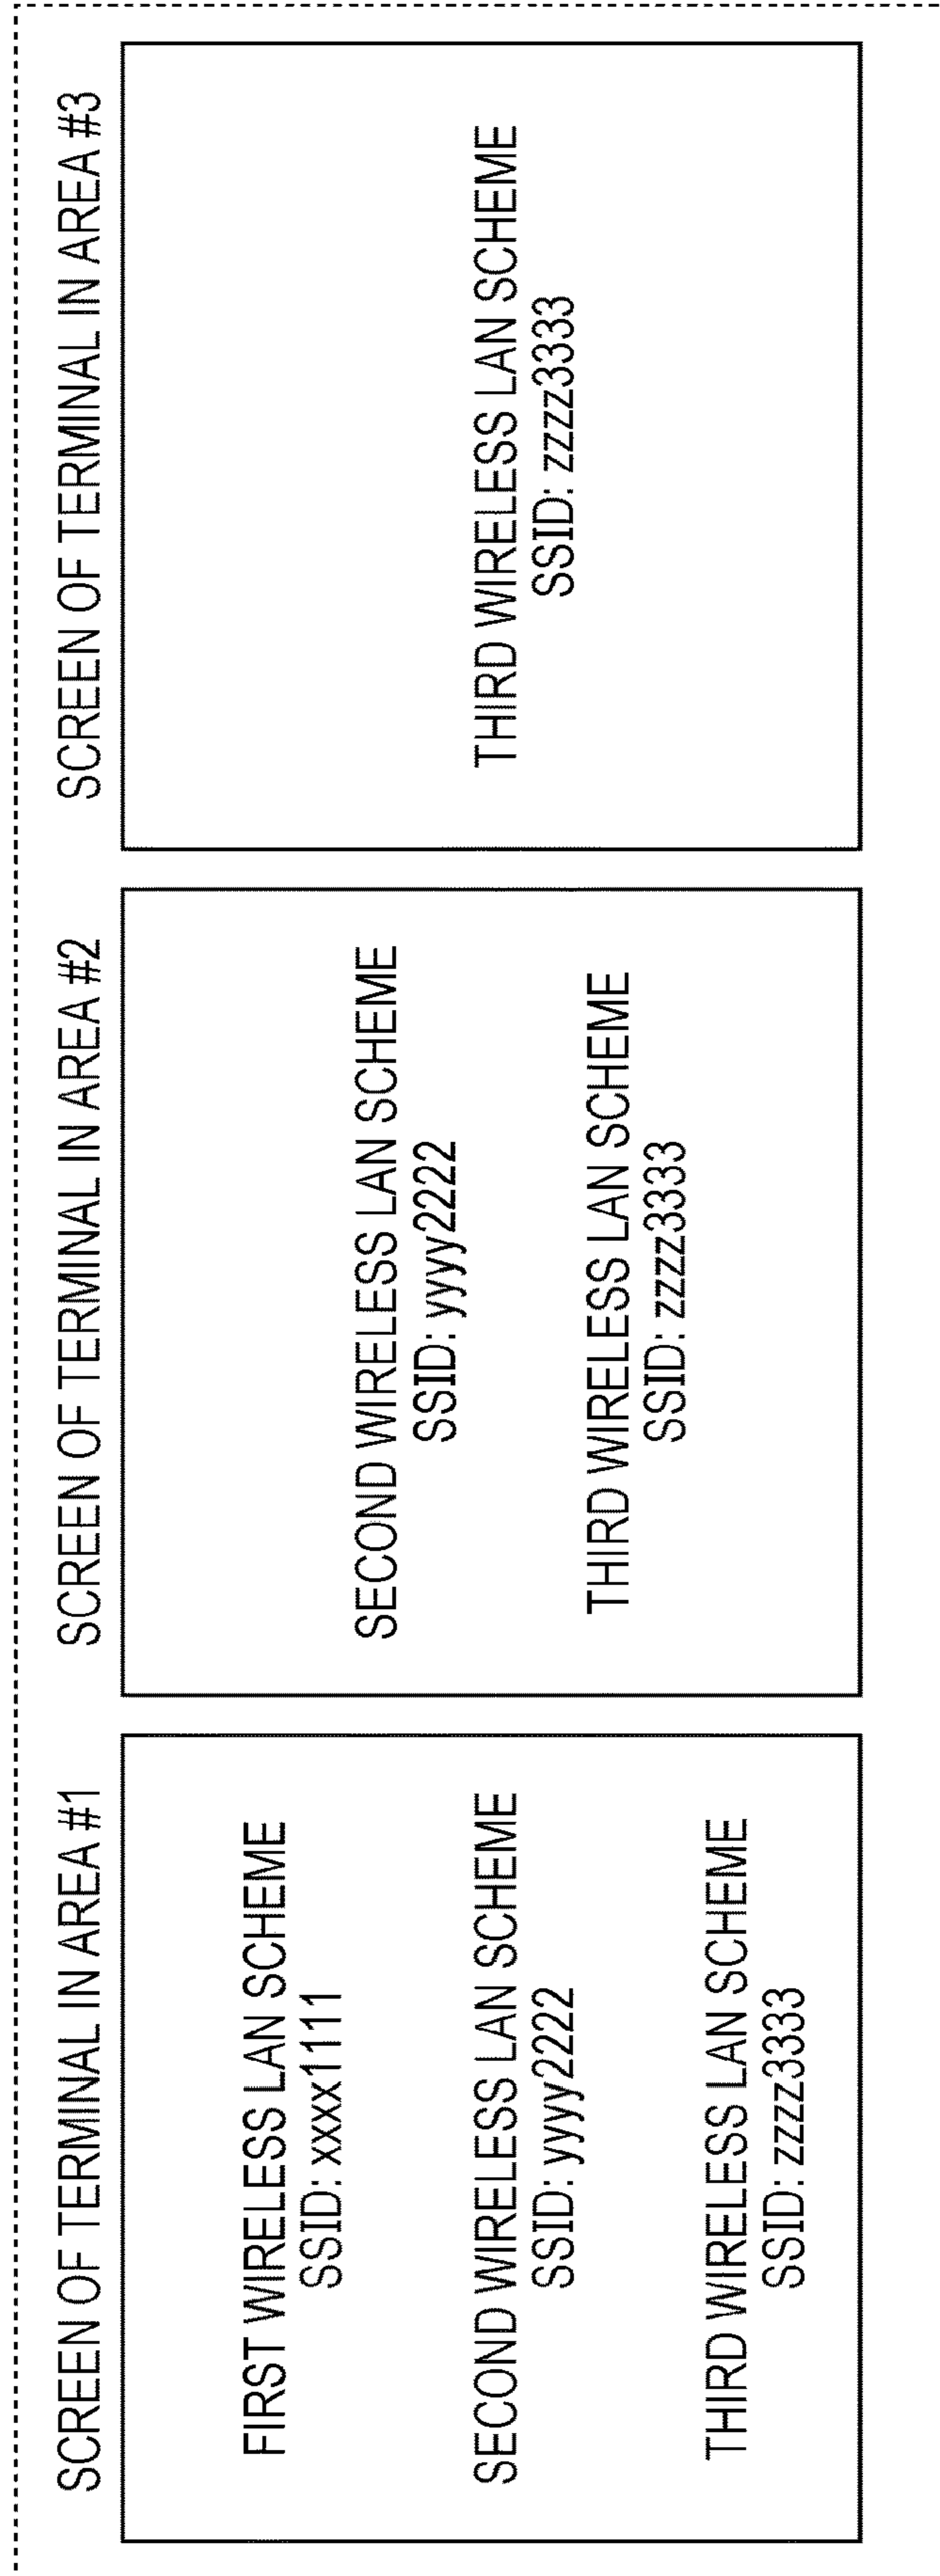 SCREEN OF TERMINAL IN AREA #1
FIRST WIRELESS LAN SCHEME
SSID: xxxx1111
SECOND WIRELESS LAN SCHEME
SSID: yyyy2222
THIRD WIRELESS LAN SCHEME
SSID: zzzz3333
SCREEN OF TERMINAL IN AREA #2
SECOND WIRELESS LAN SCHEME
SSID: yyyy2222
THIRD WIRELESS LAN SCHEME
SSID: zzzz3333
SCREEN OF TERMINAL IN AREA #3
THIRD WIRELESS LAN SCHEME
SSID: zzzz3333